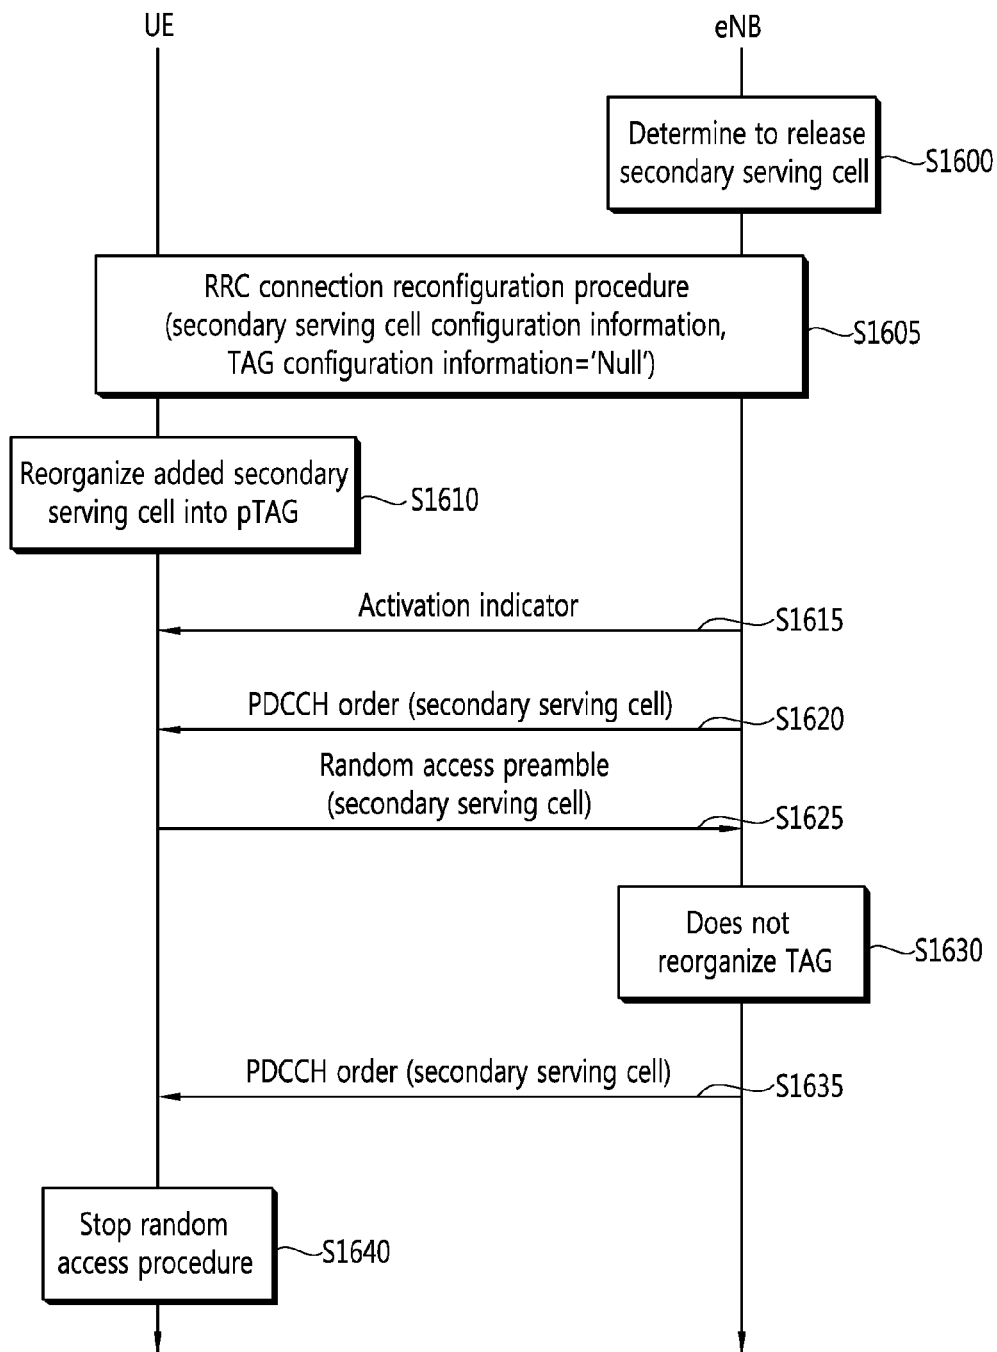 UE
eNB
Determine to release
secondary serving cell
S1600
RRC connection reconfiguration procedure
(secondary serving cell configuration information,
TAG configuration information=‘Null’)
S1605
Reorganize added secondary
serving cell into pTAG
S1610
Activation indicator
S1615
PDCCH order (secondary serving cell)
S1620
Random access preamble
(secondary serving cell)
S1625
Does not
reorganize TAG
S1630
PDCCH order (secondary serving cell)
S1635
Stop random
access procedure
S1640